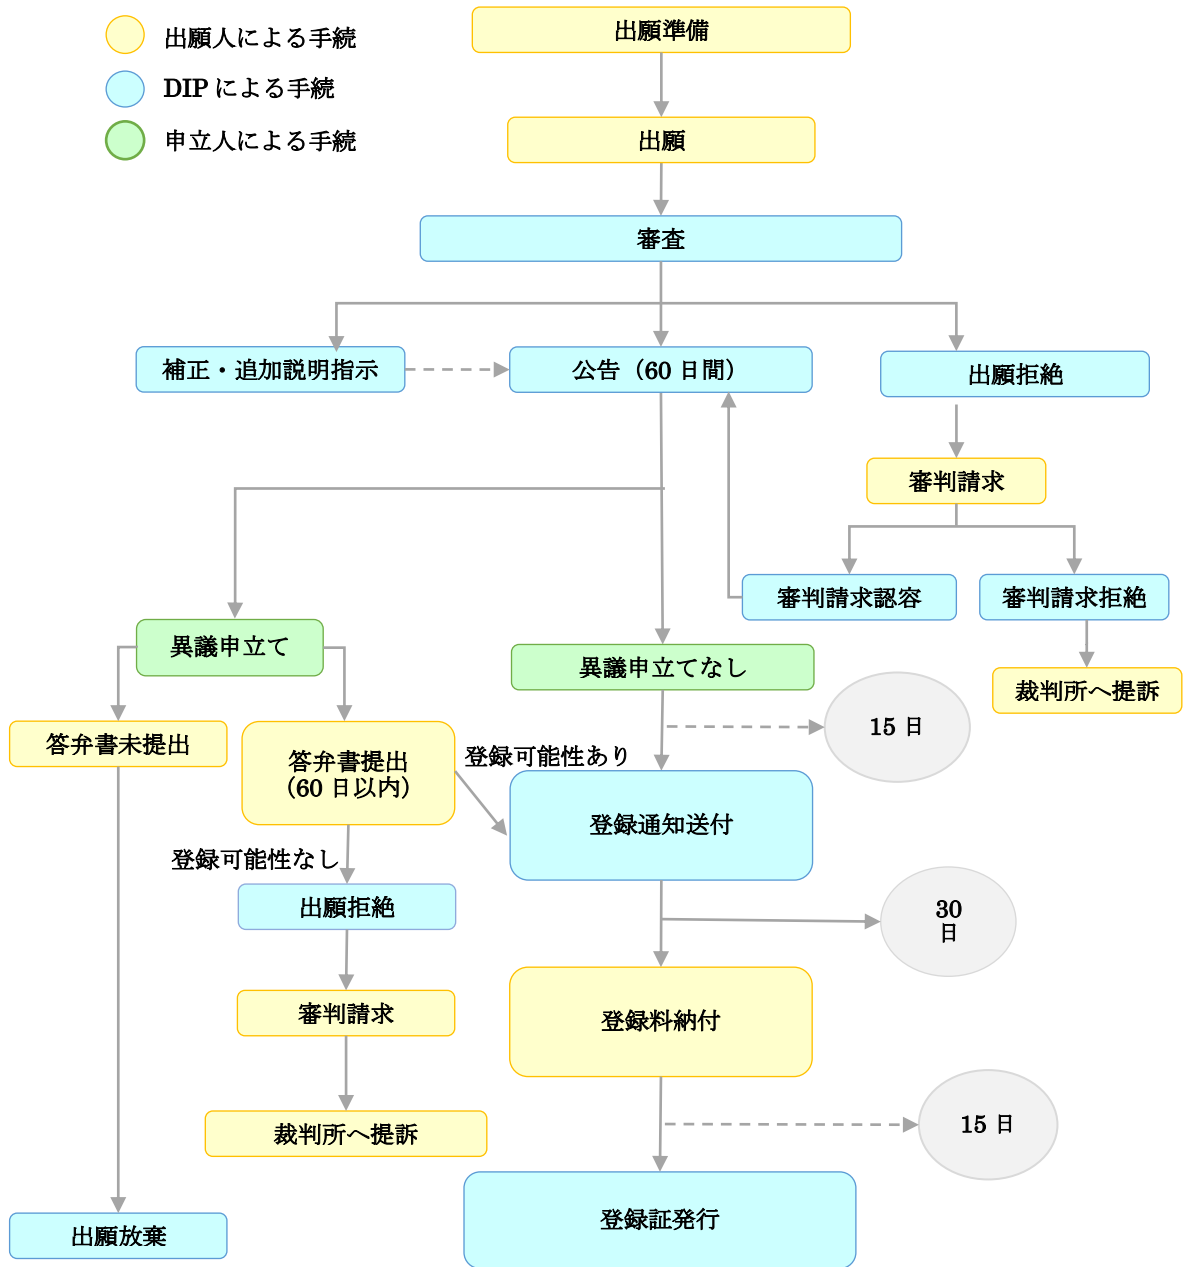 出願人による手続
DIP による手続
申立人による手続
出願準備
出願
審査
補正・追加説明指示
公告（60 日間）
出願拒絶
審判請求
審判請求認容
審判請求拒絶
裁判所へ提訴
異議申立て
異議申立てなし
15 日
答弁書未提出
答弁書提出
（60 日以内）
登録可能性あり
登録通知送付
登録可能性なし
出願拒絶
30
日
審判請求
登録料納付
裁判所へ提訴
15 日
出願放棄
登録証発行